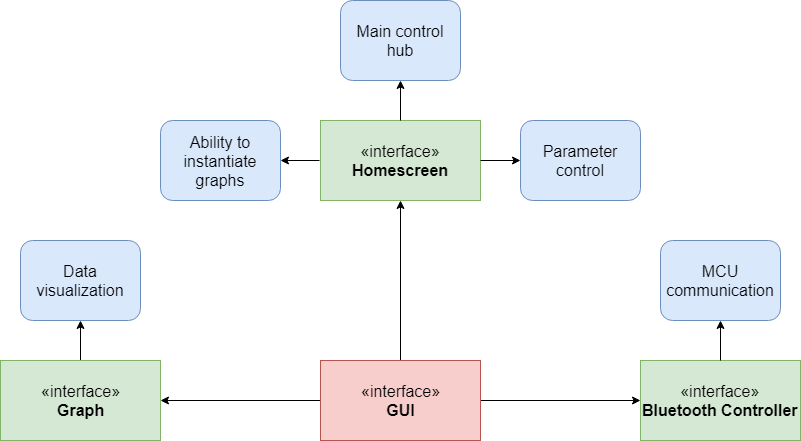 Main control
hub
Ability to
instantiate
graphs
«interface»
Homescreen
Parameter
control
Data
visualization
MCU
communication
«interface»
Graph
«interface»
GUI
«interface»
Bluetooth Controller